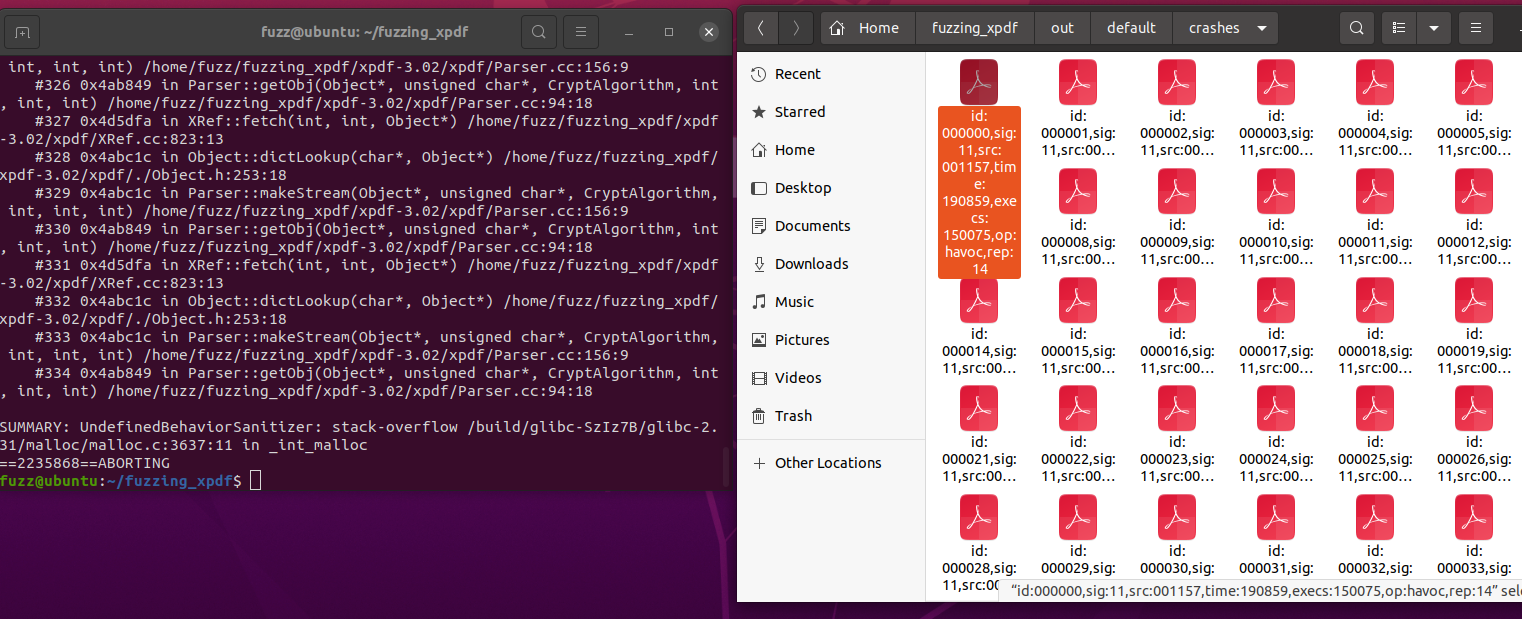 fuzz@ubuntu: ~/fuzzing_xpdf
int, int, int) /home/fuzz/fuzzing_xpdf/xpdf-3.02/xpdf/Parser.cc:156:9
#326 0x4ab849 in Parser::getObj(Object*, unsigned char*, CryptAlgorithm, int
, int, int) /home/fuzz/fuzzing_xpdf/xpdf-3.02/xpdf/Parser.cc:94:18
#327 0x4d5dfa in XRef::fetch(int, int, Object*) /home/fuzz/fuzzing_xpdf/xpdf
-3.02/xpdf/XRef.cc:823:13
#328 0x4abc1c in Object::dictLookup(char*, Object*) /home/fuzz/fuzzing_xpdf/
xpdf-3.02/xpdf/./Object.h:253:18
#329 0x4abc1c in Parser::makeStream(Object*, unsigned char*, CryptAlgorithm,
int, int, int) /home/fuzz/fuzzing_xpdf/xpdf-3.02/xpdf/Parser.cc:156:9
#330 0x4ab849 in Parser::getObj(Object*, unsigned char*, CryptAlgorithm, int
, int, int) /home/fuzz/fuzzing_xpdf/xpdf-3.02/xpdf/Parser.cc:94:18
#331 0x4d5dfa in XRef::fetch(int, int, Object*) /home/fuzz/fuzzing_xpdf/xpdf
-3.02/xpdf/XRef.cc:823:13
#332 0x4abc1c in Object::dictLookup(char*, Object*) /home/fuzz/fuzzing_xpdf/
xpdf-3.02/xpdf/./Object.h:253:18
#333 0x4abc1c in Parser::makeStream(Object*, unsigned char*, CryptAlgorithm,
int, int, int) /home/fuzz/fuzzing_xpdf/xpdf-3.02/xpdf/Parser.cc:156:9
#334 0x4ab849 in Parser::getObj(Object*, unsigned char*, CryptAlgorithm, int
, int, int) /home/fuzz/fuzzing_xpdf/xpdf-3.02/xpdf/Parser.cc:94:18
SUMMARY: UndefinedBehaviorSanitizer: stack-overflow /build/glibc-SzIz7B/glibc-2.
31/malloc/malloc.c:3637:11 in _int_malloc
==2235868==ABORTING
fuzz@ubuntu:~/fuzzing_xpdf$
Home fuzzing_xpdf out default crashes
Recent
Starred
Home
Desktop
Documents
Downloads
Music
Pictures
Videos
Trash
Other Locations
id:
000000,sig:
11,src:
001157,tim
e:
190859,exe
cs:
150075,op:
havoc,rep:
14
id: id: id: id: id:
000001,sig: 000002,sig: 000003,sig: 000004,sig: 000005,sig:
11,src:00… 11,src:00… 11,src:00… 11,src:00… 11,src:00…
id: id: id: id: id:
000008,sig: 000009,sig: 000010,sig: 000011,sig: 000012,sig:
11,src:00… 11,src:00… 11,src:00… 11,src:00… 11,src:00…
id: id: id: id: id: id:
000014,sig: 000015,sig: 000016,sig: 000017,sig: 000018,sig: 000019,sig:
11,src:00… 11,src:00… 11,src:00… 11,src:00… 11,src:00… 11,src:00…
id: id: id: id: id: id:
000021,sig: 000022,sig: 000023,sig: 000024,sig: 000025,sig: 000026,sig:
11,src:00… 11,src:00… 11,src:00… 11,src:00… 11,src:00… 11,src:00…
id: id: id: id: id: id:
000028,sig: 000029,sig: 000030,sig: 000031,sig: 000032,sig: 000033,sig:
11,src:00
“id:000000,sig:11,src:001157,time:190859,execs:150075,op:havoc,rep:14” sele